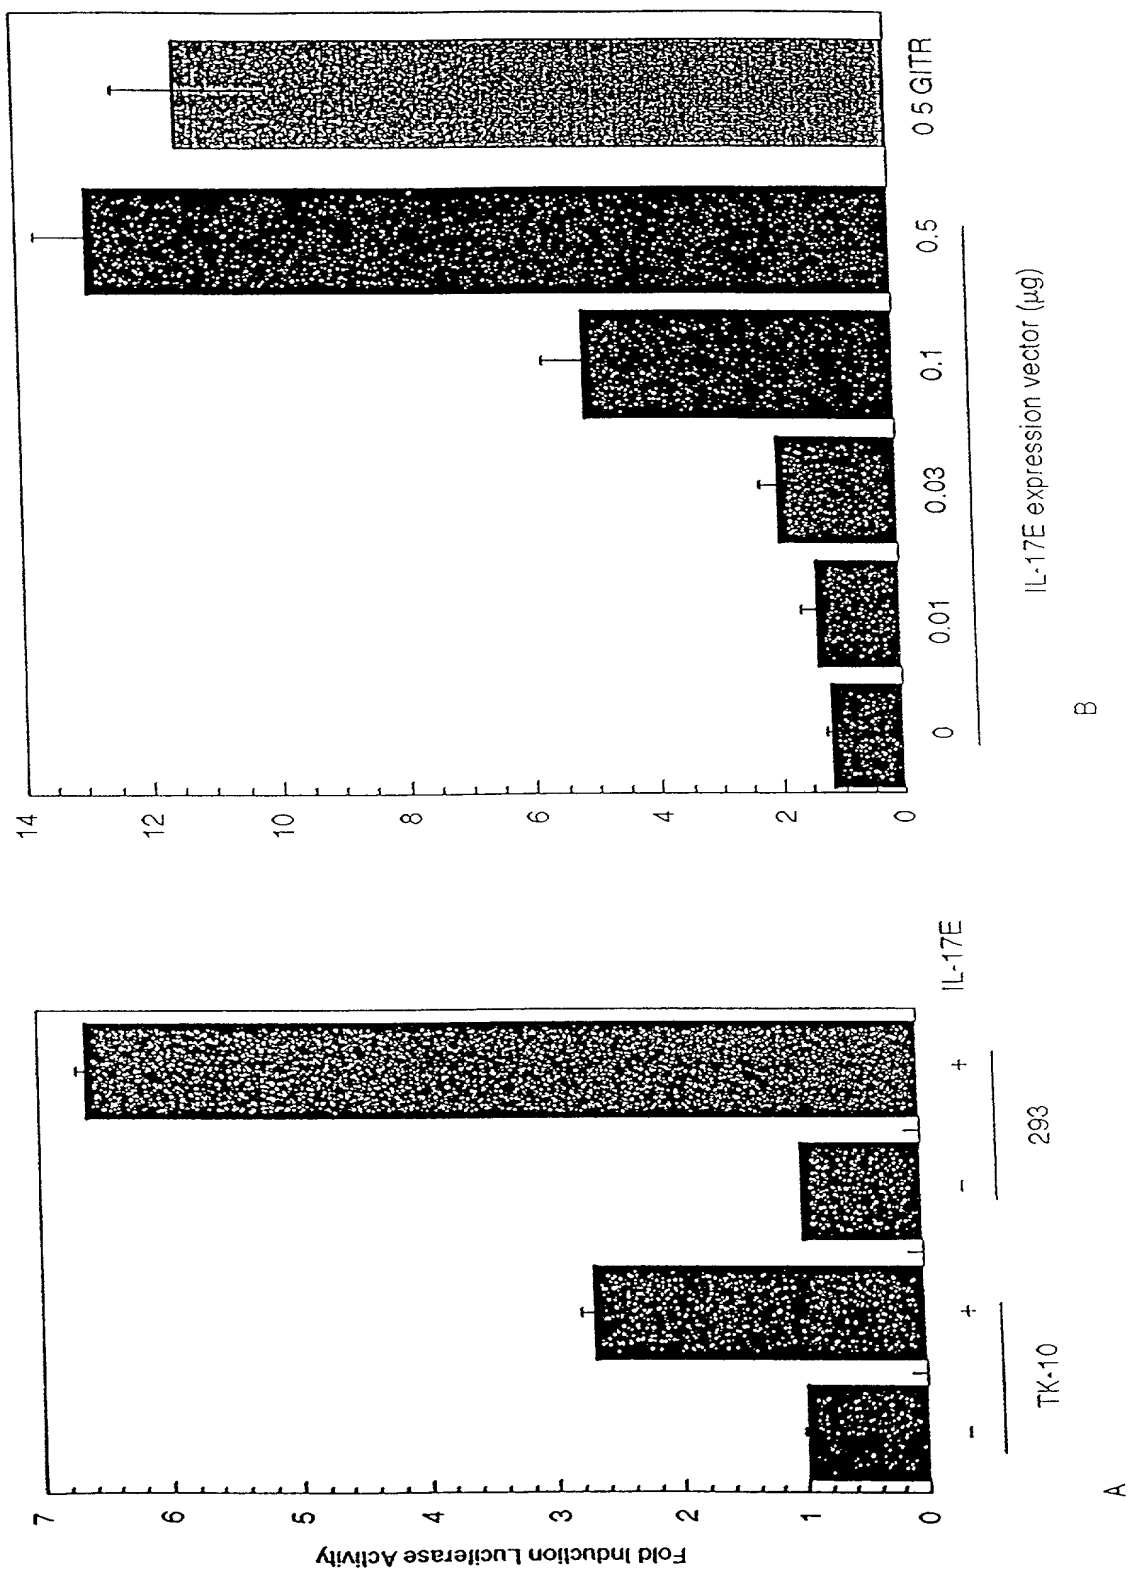 Fold Induction Luciferase Activity
7
6
5
4
3
2
1
0
- + - + IL-17E
TK-10 293
A
14
12
10
8
6
4
2
0
0 0.01 0.03 0.1 0.5 0 5 GITR
IL-17E expression vector (µg)
B